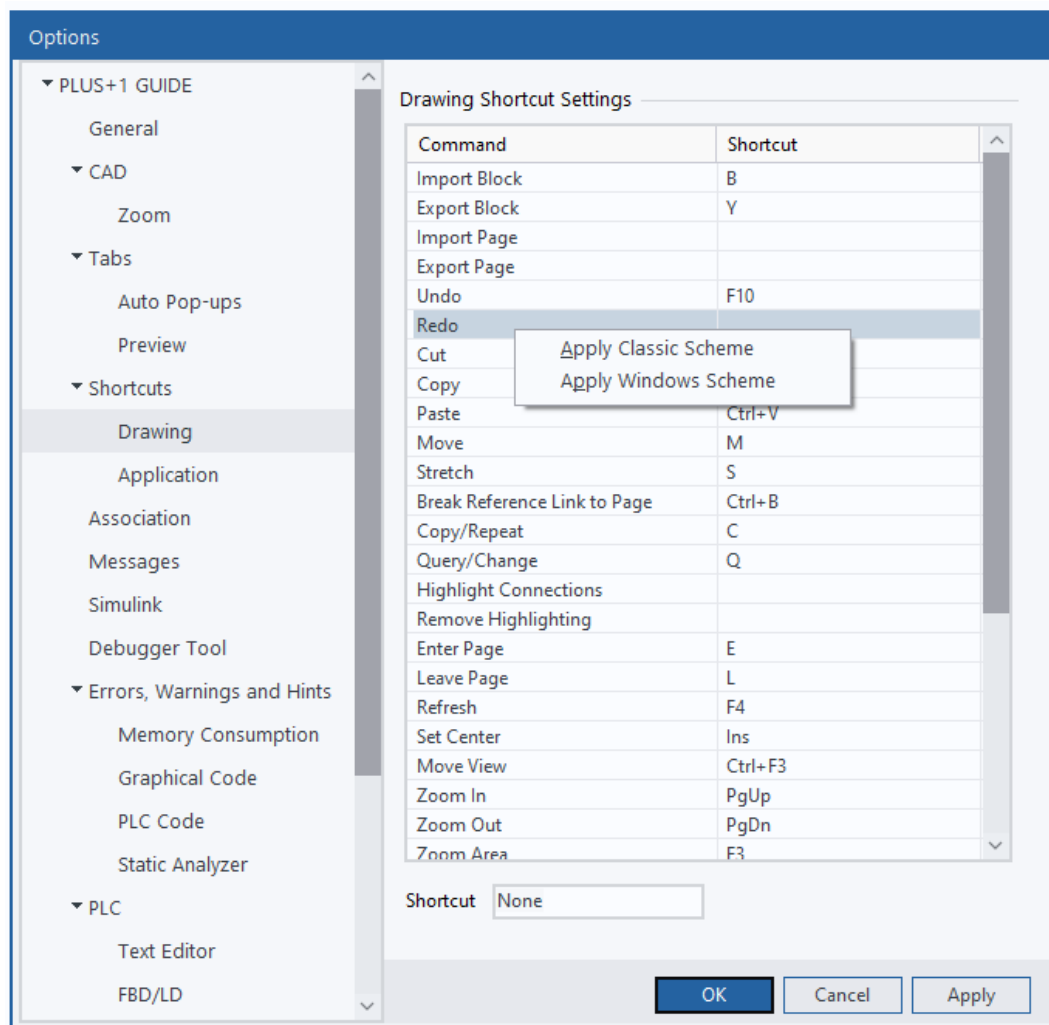 Options
PLUS+1 GUIDE
General
CAD
Zoom
Tabs
Auto Pop-ups
Preview
Shortcuts
Drawing
Application
Association
Messages
Simulink
Debugger Tool
Errors, Warnings and Hints
Memory Consumption
Graphical Code
PLC Code
Static Analyzer
PLC
Text Editor
FBD/LD
Drawing Shortcut Settings
Command Shortcut
Import Block B
Export Block Y
Import Page
Export Page
Undo F10
Redo
Cut
Copy
Apply Classic Scheme
Apply Windows Scheme
Paste Ctrl+V
Move M
Stretch S
Break Reference Link to Page Ctrl+B
Copy/Repeat C
Query/Change Q
Highlight Connections
Remove Highlighting
Enter Page E
Leave Page L
Refresh F4
Set Center Ins
Move View Ctrl+F3
Zoom In PgUp
Zoom Out PgDn
Zoom Area F3
Shortcut None
OK Cancel Apply